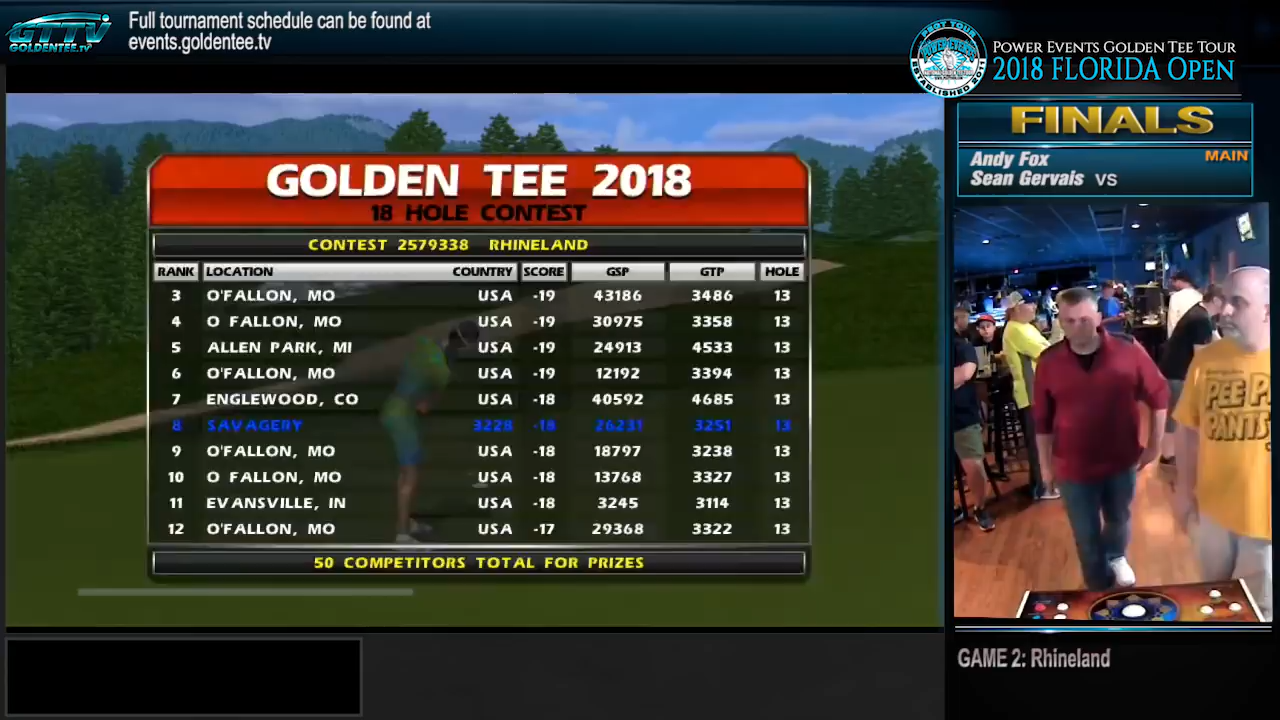 GTTV
GOLDENTEE.TV
Full tournament schedule can be found at
events.goldentee.tv
POWER EVENTS GOLDEN TEE TOUR
2018 FLORIDA OPEN
FINALS
Andy Fox
MAIN
Sean Gervais VS
GOLDEN TEE 2018
18 HOLE CONTEST
CONTEST 2579338 RHINELAND
RANK LOCATION COUNTRY SCORE GSP GTP HOLE
3 O'FALLON, MO USA -19 43186 3486 13
4 O FALLON, MO USA -19 30975 3358 13
5 ALLEN PARK, MI USA -19 24913 4533 13
6 O'FALLON, MO USA -19 12192 3394 13
7 ENGLEWOOD, CO USA -18 40592 4685 13
8 SAVAGERY 3228 -18 26231 3251 13
9 O'FALLON, MO USA -18 18797 3238 13
10 O FALLON, MO USA -18 13768 3327 13
11 EVANSVILLE, IN USA -18 3245 3114 13
12 O'FALLON, MO USA -17 29368 3322 13
50 COMPETITORS TOTAL FOR PRIZES
PEE P
PANTS
GAME 2: Rhineland